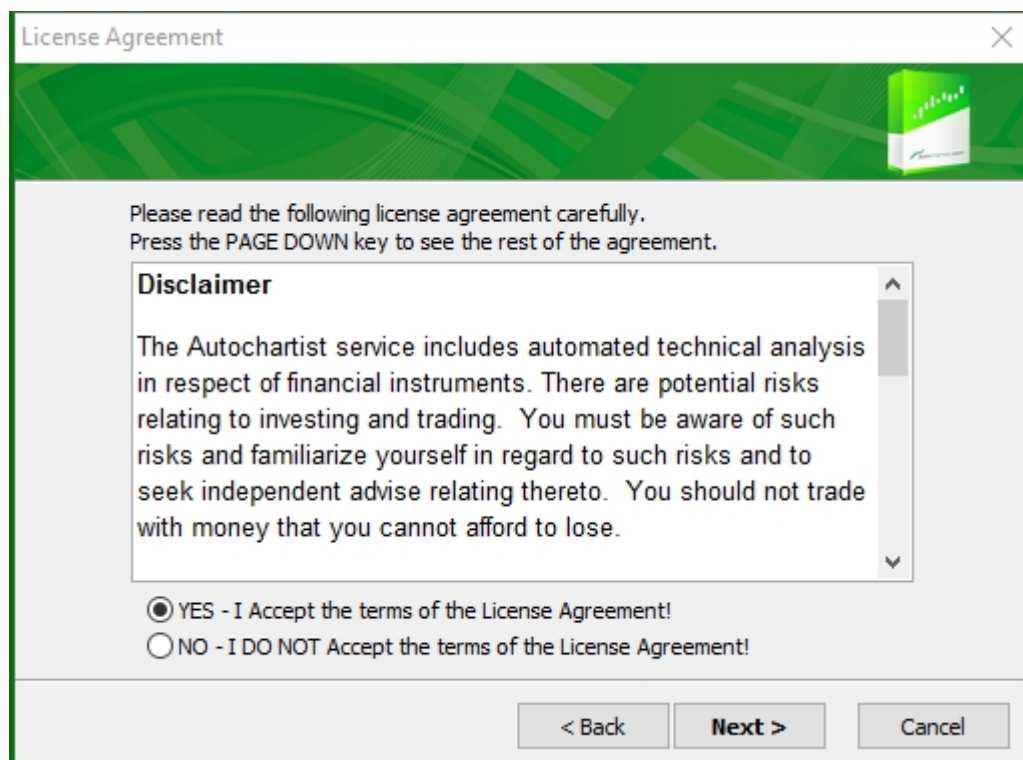 License Agreement
Please read the following license agreement carefully.
Press the PAGE DOWN key to see the rest of the agreement.
Disclaimer
The Autochartist service includes automated technical analysis
in respect of financial instruments. There are potential risks
relating to investing and trading.  You must be aware of such
risks and familiarize yourself in regard to such risks and to
seek independent advise relating thereto.  You should not trade
with money that you cannot afford to lose.
YES - I Accept the terms of the License Agreement!
NO - I DO NOT Accept the terms of the License Agreement!
< Back
Next >
Cancel